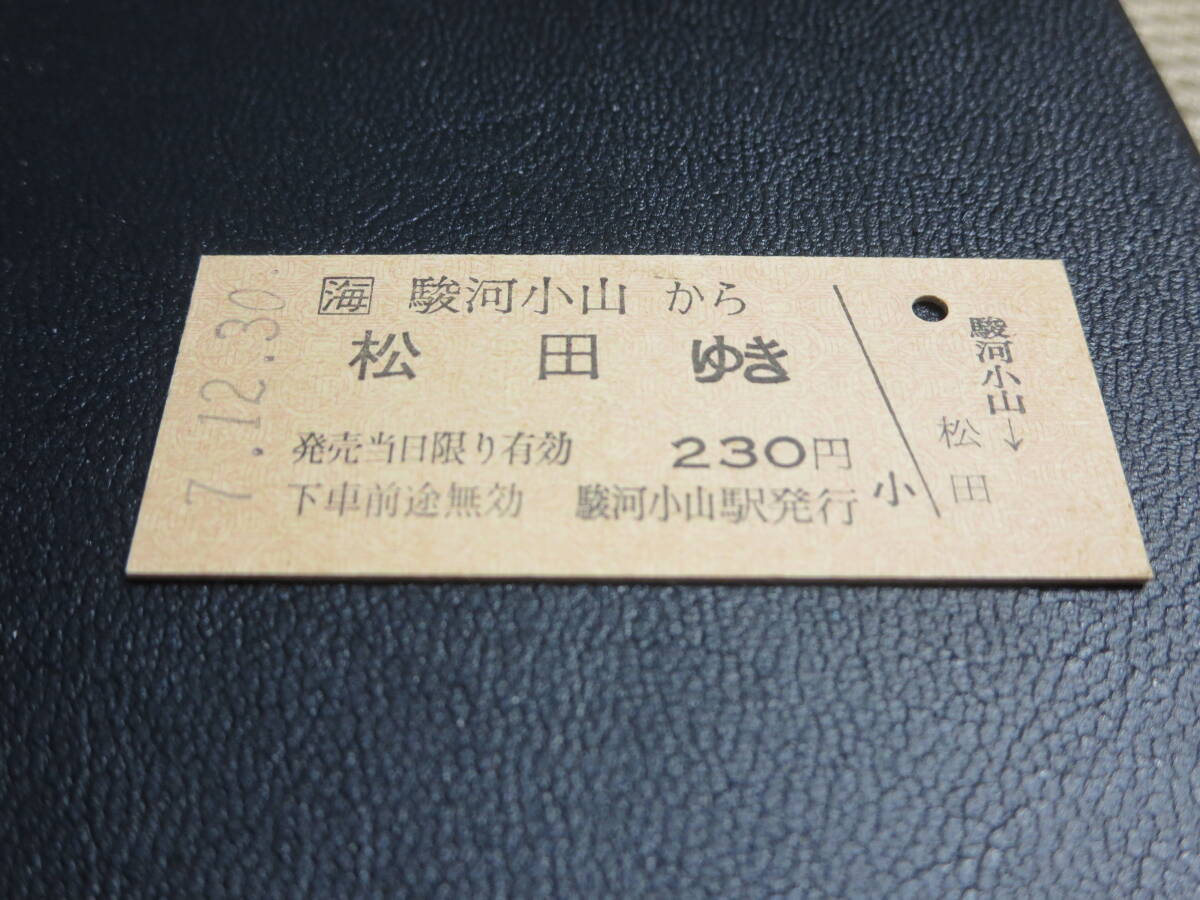 海 駿河小山 から
松田 ゆき
発売当日限り有効 230円
下車前途無効 駿河小山駅発行 小
7.12.30.
駿河小山→
松田